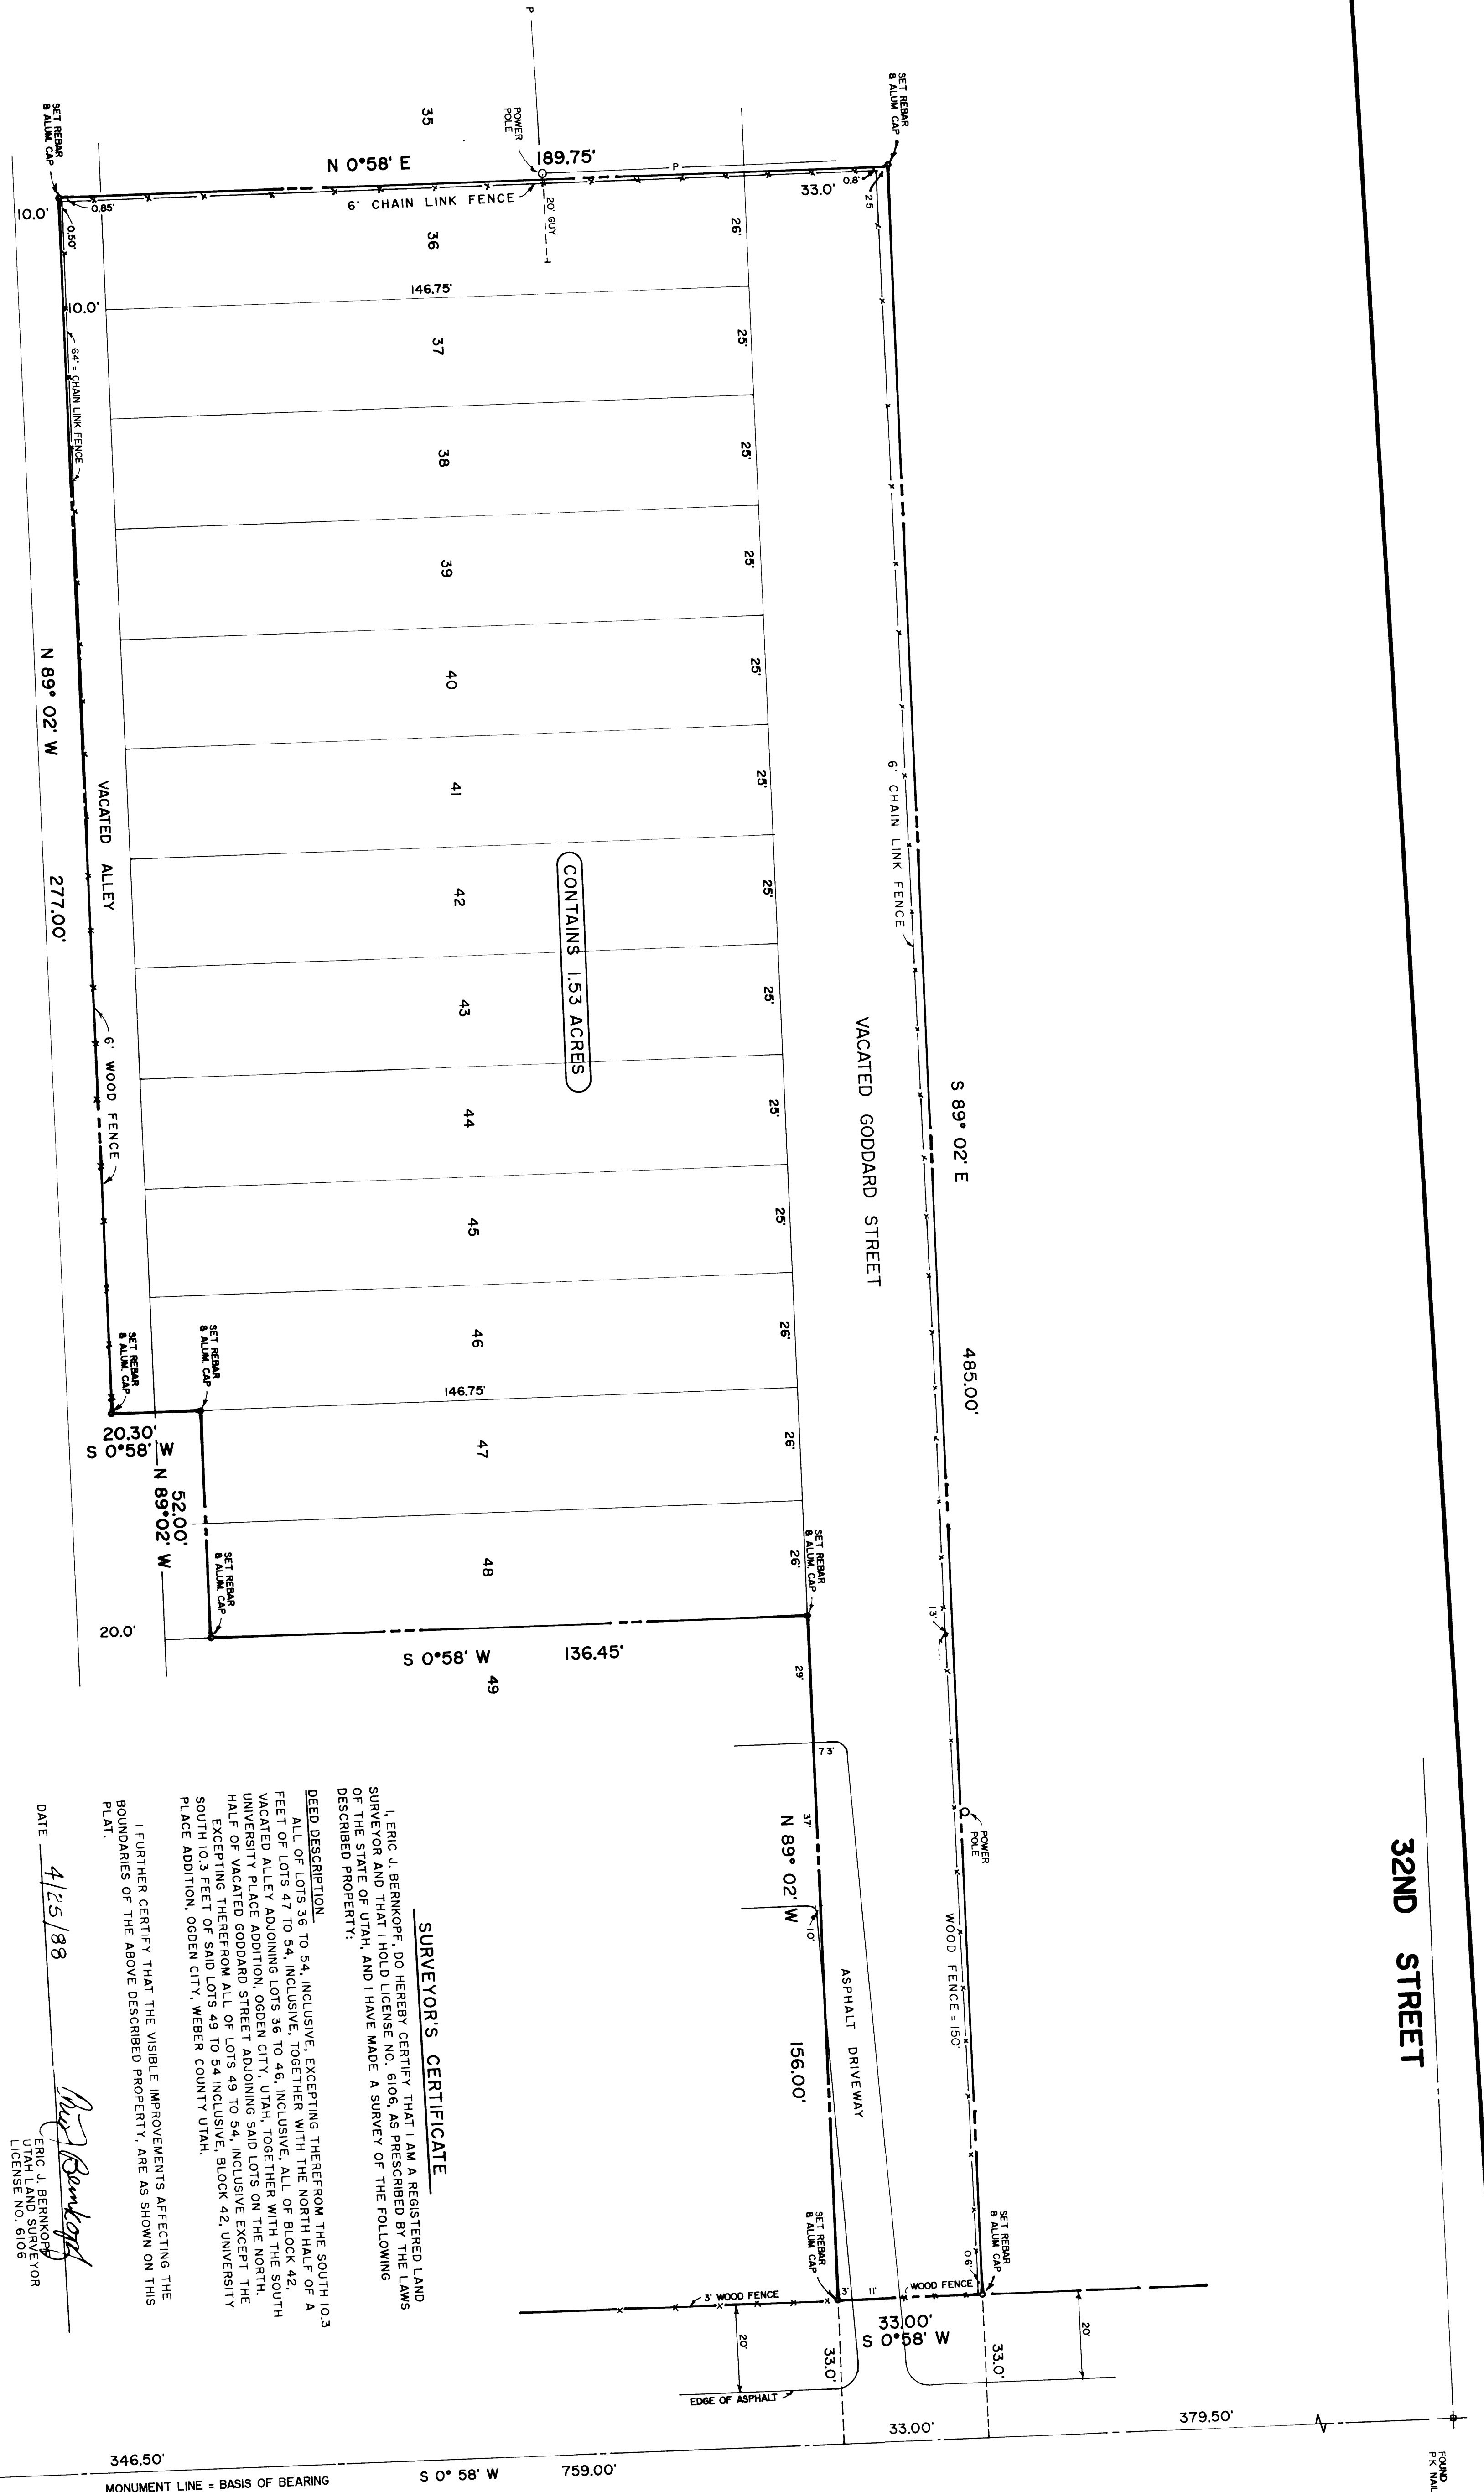 32ND STREET
FOUND
PK NAIL
379.50'
33.00'
346.50'
S 0° 58' W 759.00'
MONUMENT LINE = BASIS OF BEARING
SET REBAR
& ALUM. CAP
0.8'
33.0'
25
S 89° 02' E 485.00'
6' CHAIN LINK FENCE
VACATED GODDARD STREET
13'
POWER
POLE
WOOD FENCE = 150'
SET REBAR
& ALUM CAP
0.6'
WOOD FENCE
33.00'
S 0°58' W
33.0'
20'
11'
3'
3' WOOD FENCE
20'
33.0'
EDGE OF ASPHALT
SET REBAR
& ALUM CAP
ASPHALT DRIVEWAY
N 89° 02' W 156.00'
29'
73'
37'
10'
SET REBAR
& ALUM. CAP
P
P
POWER
POLE
189.75'
N 0°58' E
6' CHAIN LINK FENCE
20' GUY
26'
25'
25'
25'
25'
25'
25'
25'
25'
25'
26'
26'
26'
CONTAINS 1.53 ACRES
35
36
37
38
39
40
41
42
43
44
45
46
47
48
49
146.75'
146.75'
S 0°58' W 136.45'
SET REBAR
& ALUM. CAP
10.0'
0.85'
0.50'
10.0'
64' = CHAIN LINK FENCE
VACATED ALLEY
6' WOOD FENCE
N 89° 02' W 277.00'
SET REBAR
& ALUM. CAP
SET REBAR
& ALUM. CAP
20.30'
S 0°58' W
52.00'
N 89°02' W
SET REBAR
& ALUM. CAP
20.0'
SURVEYOR'S CERTIFICATE
I, ERIC J. BERNKOPF, DO HEREBY CERTIFY THAT I AM A REGISTERED LAND
SURVEYOR AND THAT I HOLD LICENSE NO. 6106, AS PRESCRIBED BY THE LAWS
OF THE STATE OF UTAH, AND I HAVE MADE A SURVEY OF THE FOLLOWING
DESCRIBED PROPERTY:
DEED DESCRIPTION
ALL OF LOTS 36 TO 54, INCLUSIVE, EXCEPTING THEREFROM THE SOUTH 10.3
FEET OF LOTS 47 TO 54, INCLUSIVE, TOGETHER WITH THE NORTH HALF OF A
VACATED ALLEY ADJOINING LOTS 36 TO 46, INCLUSIVE, ALL OF BLOCK 42,
UNIVERSITY PLACE ADDITION, OGDEN CITY, UTAH, TOGETHER WITH THE SOUTH
HALF OF VACATED GODDARD STREET ADJOINING SAID LOTS ON THE NORTH.
EXCEPTING THEREFROM ALL OF LOTS 49 TO 54, INCLUSIVE EXCEPT THE
SOUTH 10.3 FEET OF SAID LOTS 49 TO 54 INCLUSIVE, BLOCK 42, UNIVERSITY
PLACE ADDITION, OGDEN CITY, WEBER COUNTY UTAH.
I FURTHER CERTIFY THAT THE VISIBLE IMPROVEMENTS AFFECTING THE
BOUNDARIES OF THE ABOVE DESCRIBED PROPERTY, ARE AS SHOWN ON THIS
PLAT.
DATE 4/25/88
Eric J Bernkopf
ERIC J. BERNKOPF
UTAH LAND SURVEYOR
LICENSE NO. 6106